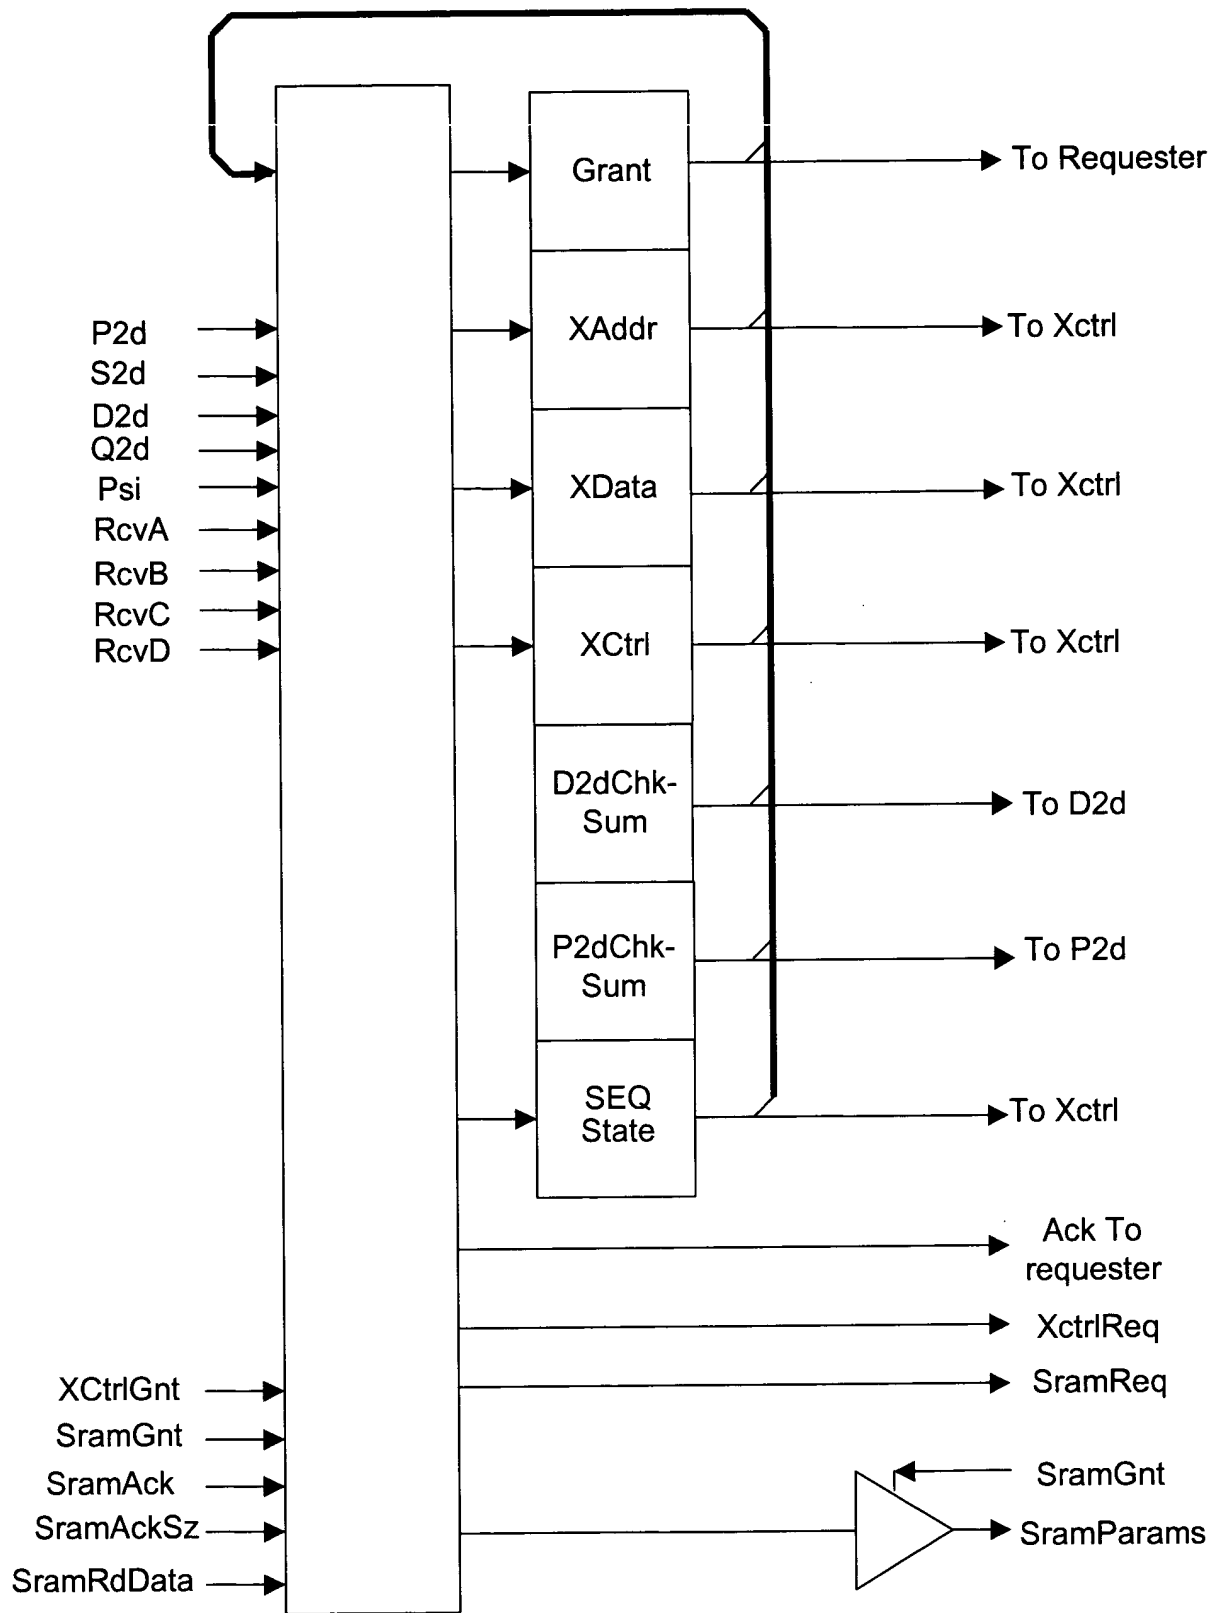 Grant
To Requester
P2d
XAddr
To Xctrl
S2d
D2d
Q2d
Psi
XData
To Xctrl
RcvA
RcvB
RcvC
RcvD
XCtrl
To Xctrl
D2dChk-
Sum
To D2d
P2dChk-
Sum
To P2d
SEQ
State
To Xctrl
Ack To
requester
XctrlReq
XCtrlGnt
SramReq
SramGnt
SramAck
SramGnt
SramAckSz
SramParams
SramRdData